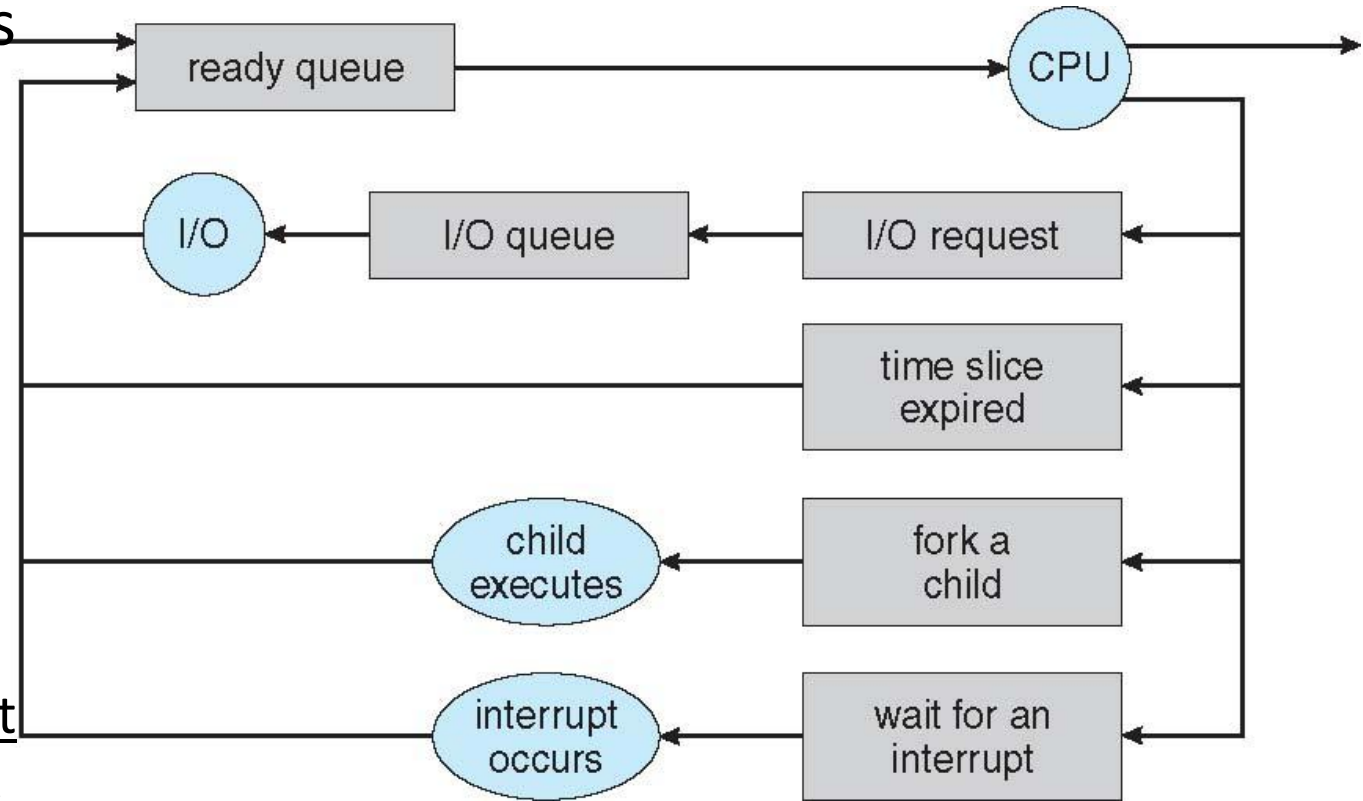 s
ready queue
CPU
I/O
I/O queue
I/O request
time slice
expired
child
executes
fork a
child
t
interrupt
occurs
wait for an
interrupt